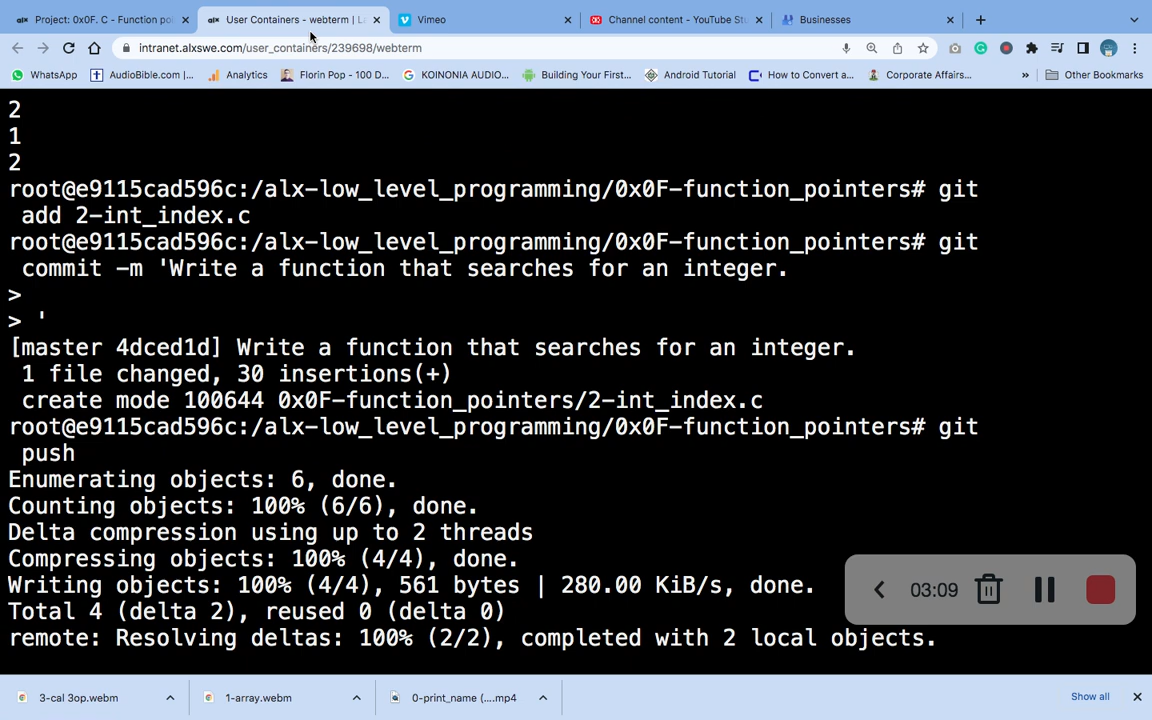 Project: 0x0F. C - Function poi
User Containers - webterm | La
Vimeo
Channel content - YouTube Stu
Businesses
intranet.alxswe.com/user_containers/239698/webterm
WhatsApp
AudioBible.com |...
Analytics
Florin Pop - 100 D...
KOINONIA AUDIO...
Building Your First...
Android Tutorial
How to Convert a...
Corporate Affairs...
»
Other Bookmarks
2
1
2
root@e9115cad596c:/alx-low_level_programming/0x0F-function_pointers# git
add 2-int_index.c
root@e9115cad596c:/alx-low_level_programming/0x0F-function_pointers# git
commit -m 'Write a function that searches for an integer.
>
> '
[master 4dced1d] Write a function that searches for an integer.
1 file changed, 30 insertions(+)
create mode 100644 0x0F-function_pointers/2-int_index.c
root@e9115cad596c:/alx-low_level_programming/0x0F-function_pointers# git
push
Enumerating objects: 6, done.
Counting objects: 100% (6/6), done.
Delta compression using up to 2 threads
Compressing objects: 100% (4/4), done.
Writing objects: 100% (4/4), 561 bytes | 280.00 KiB/s, done.
Total 4 (delta 2), reused 0 (delta 0)
remote: Resolving deltas: 100% (2/2), completed with 2 local objects.
03:09
3-cal 3op.webm
1-array.webm
0-print_name (....mp4
Show all